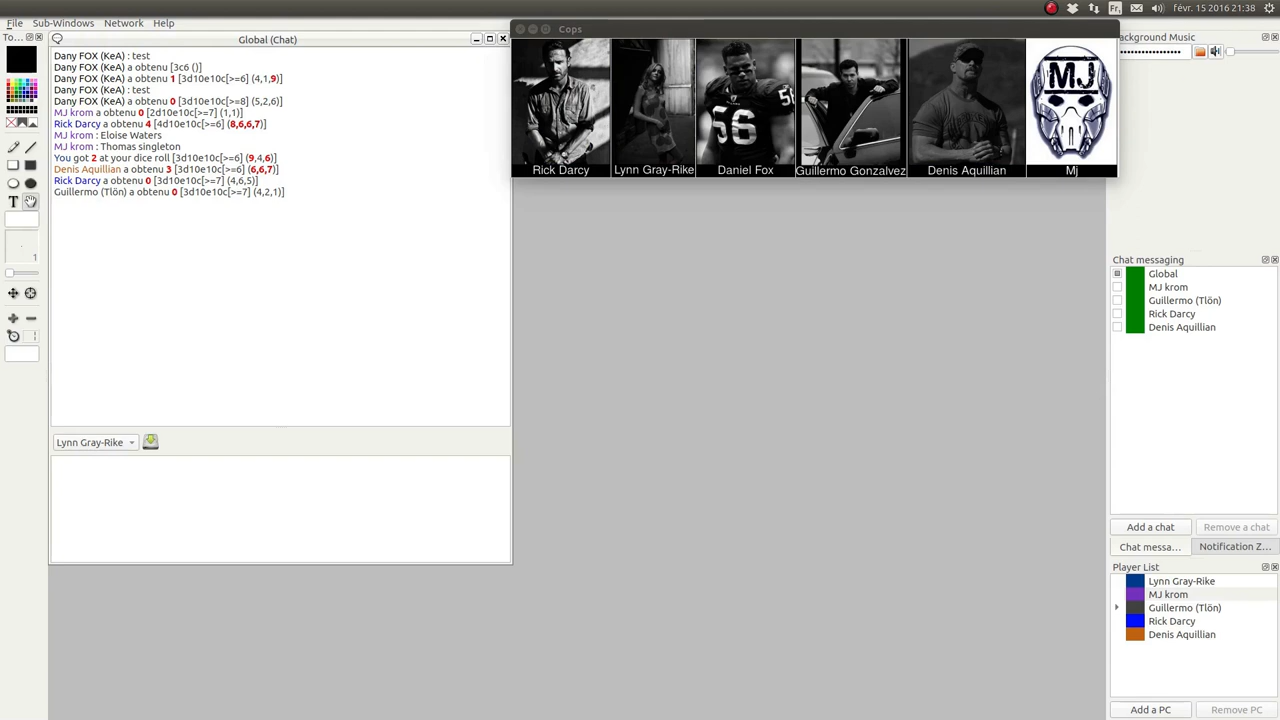 Fr
févr. 15 2016 21:38
File Sub-Windows Network Help
To...
Global (Chat)
Cops
ackground Music
Dany FOX (KeA) : test
Dany FOX (KeA) a obtenu [3c6 ()]
Dany FOX (KeA) a obtenu 1 [3d10e10c[>=6] (4,1,9)]
Dany FOX (KeA) : test
Dany FOX (KeA) a obtenu 0 [3d10e10c[>=8] (5,2,6)]
MJ krom a obtenu 0 [2d10e10c[>=7] (1,1)]
Rick Darcy a obtenu 4 [4d10e10c[>=6] (8,6,6,7)]
MJ krom : Eloise Waters
MJ krom : Thomas singleton
You got 2 at your dice roll [3d10e10c[>=6] (9,4,6)]
Denis Aquillian a obtenu 3 [3d10e10c[>=6] (6,6,7)]
Rick Darcy a obtenu 0 [3d10e10c[>=7] (4,6,5)]
Guillermo (Tlön) a obtenu 0 [3d10e10c[>=7] (4,2,1)]
56
MJ
Rick Darcy
Lynn Gray-Rike
Daniel Fox
Guillermo Gonzalvez
Denis Aquillian
Mj
T
1
Lynn Gray-Rike
Chat messaging
Global
MJ krom
Guillermo (Tlön)
Rick Darcy
Denis Aquillian
Add a chat
Remove a chat
Chat messa...
Notification Z...
Player List
Lynn Gray-Rike
MJ krom
Guillermo (Tlön)
Rick Darcy
Denis Aquillian
Add a PC
Remove PC